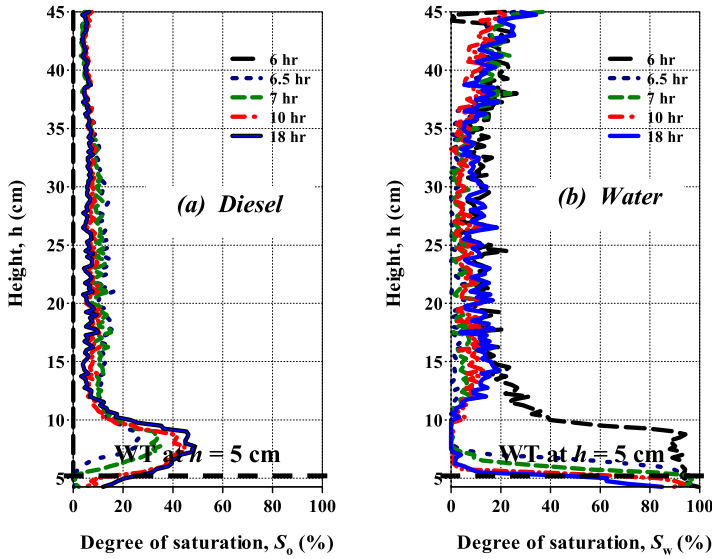 45
40
35
30
25
20
15
10
5
Height, h (cm)
6 hr
6.5 hr
7 hr
10 hr
18 hr
(a) Diesel
WT at h = 5 cm
0 20 40 60 80 100
Degree of saturation, So (%)
45
40
35
30
25
20
15
10
5
Height, h (cm)
6 hr
6.5 hr
7 hr
10 hr
18 hr
(b) Water
WT at h = 5 cm
0 20 40 60 80 100
Degree of saturation, Sw (%)